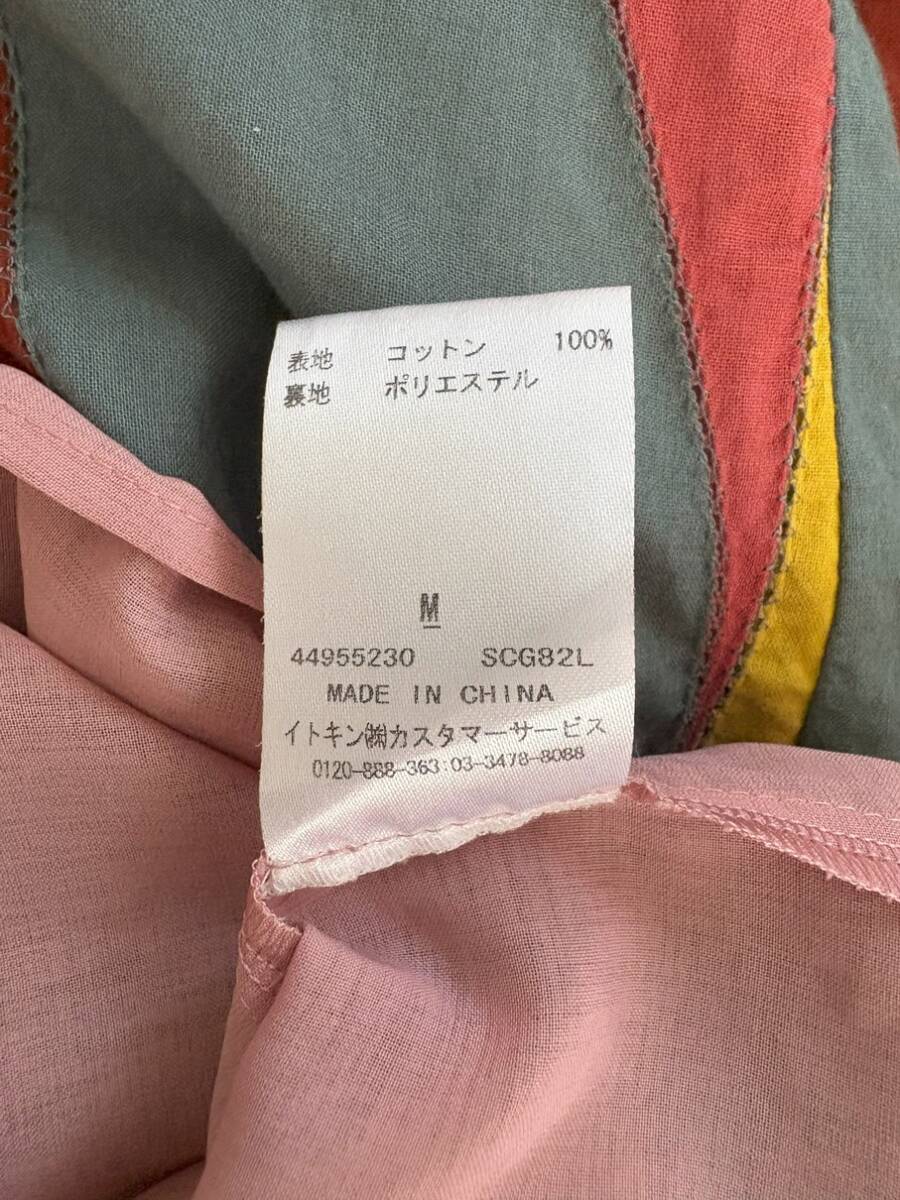 表地 コットン 100%
裏地 ポリエステル
M
44955230 SCG82L
MADE IN CHINA
イトキン㈱カスタマーサービス
0120-888-363:03-3478-8088